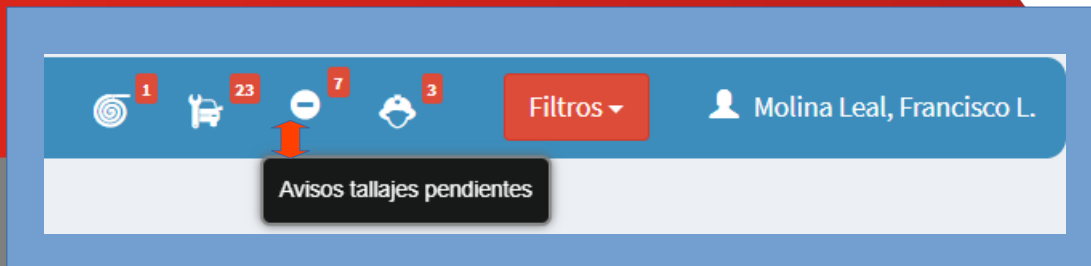 1 23 7 3 Filtros Molina Leal, Francisco L.
Avisos tallajes pendientes